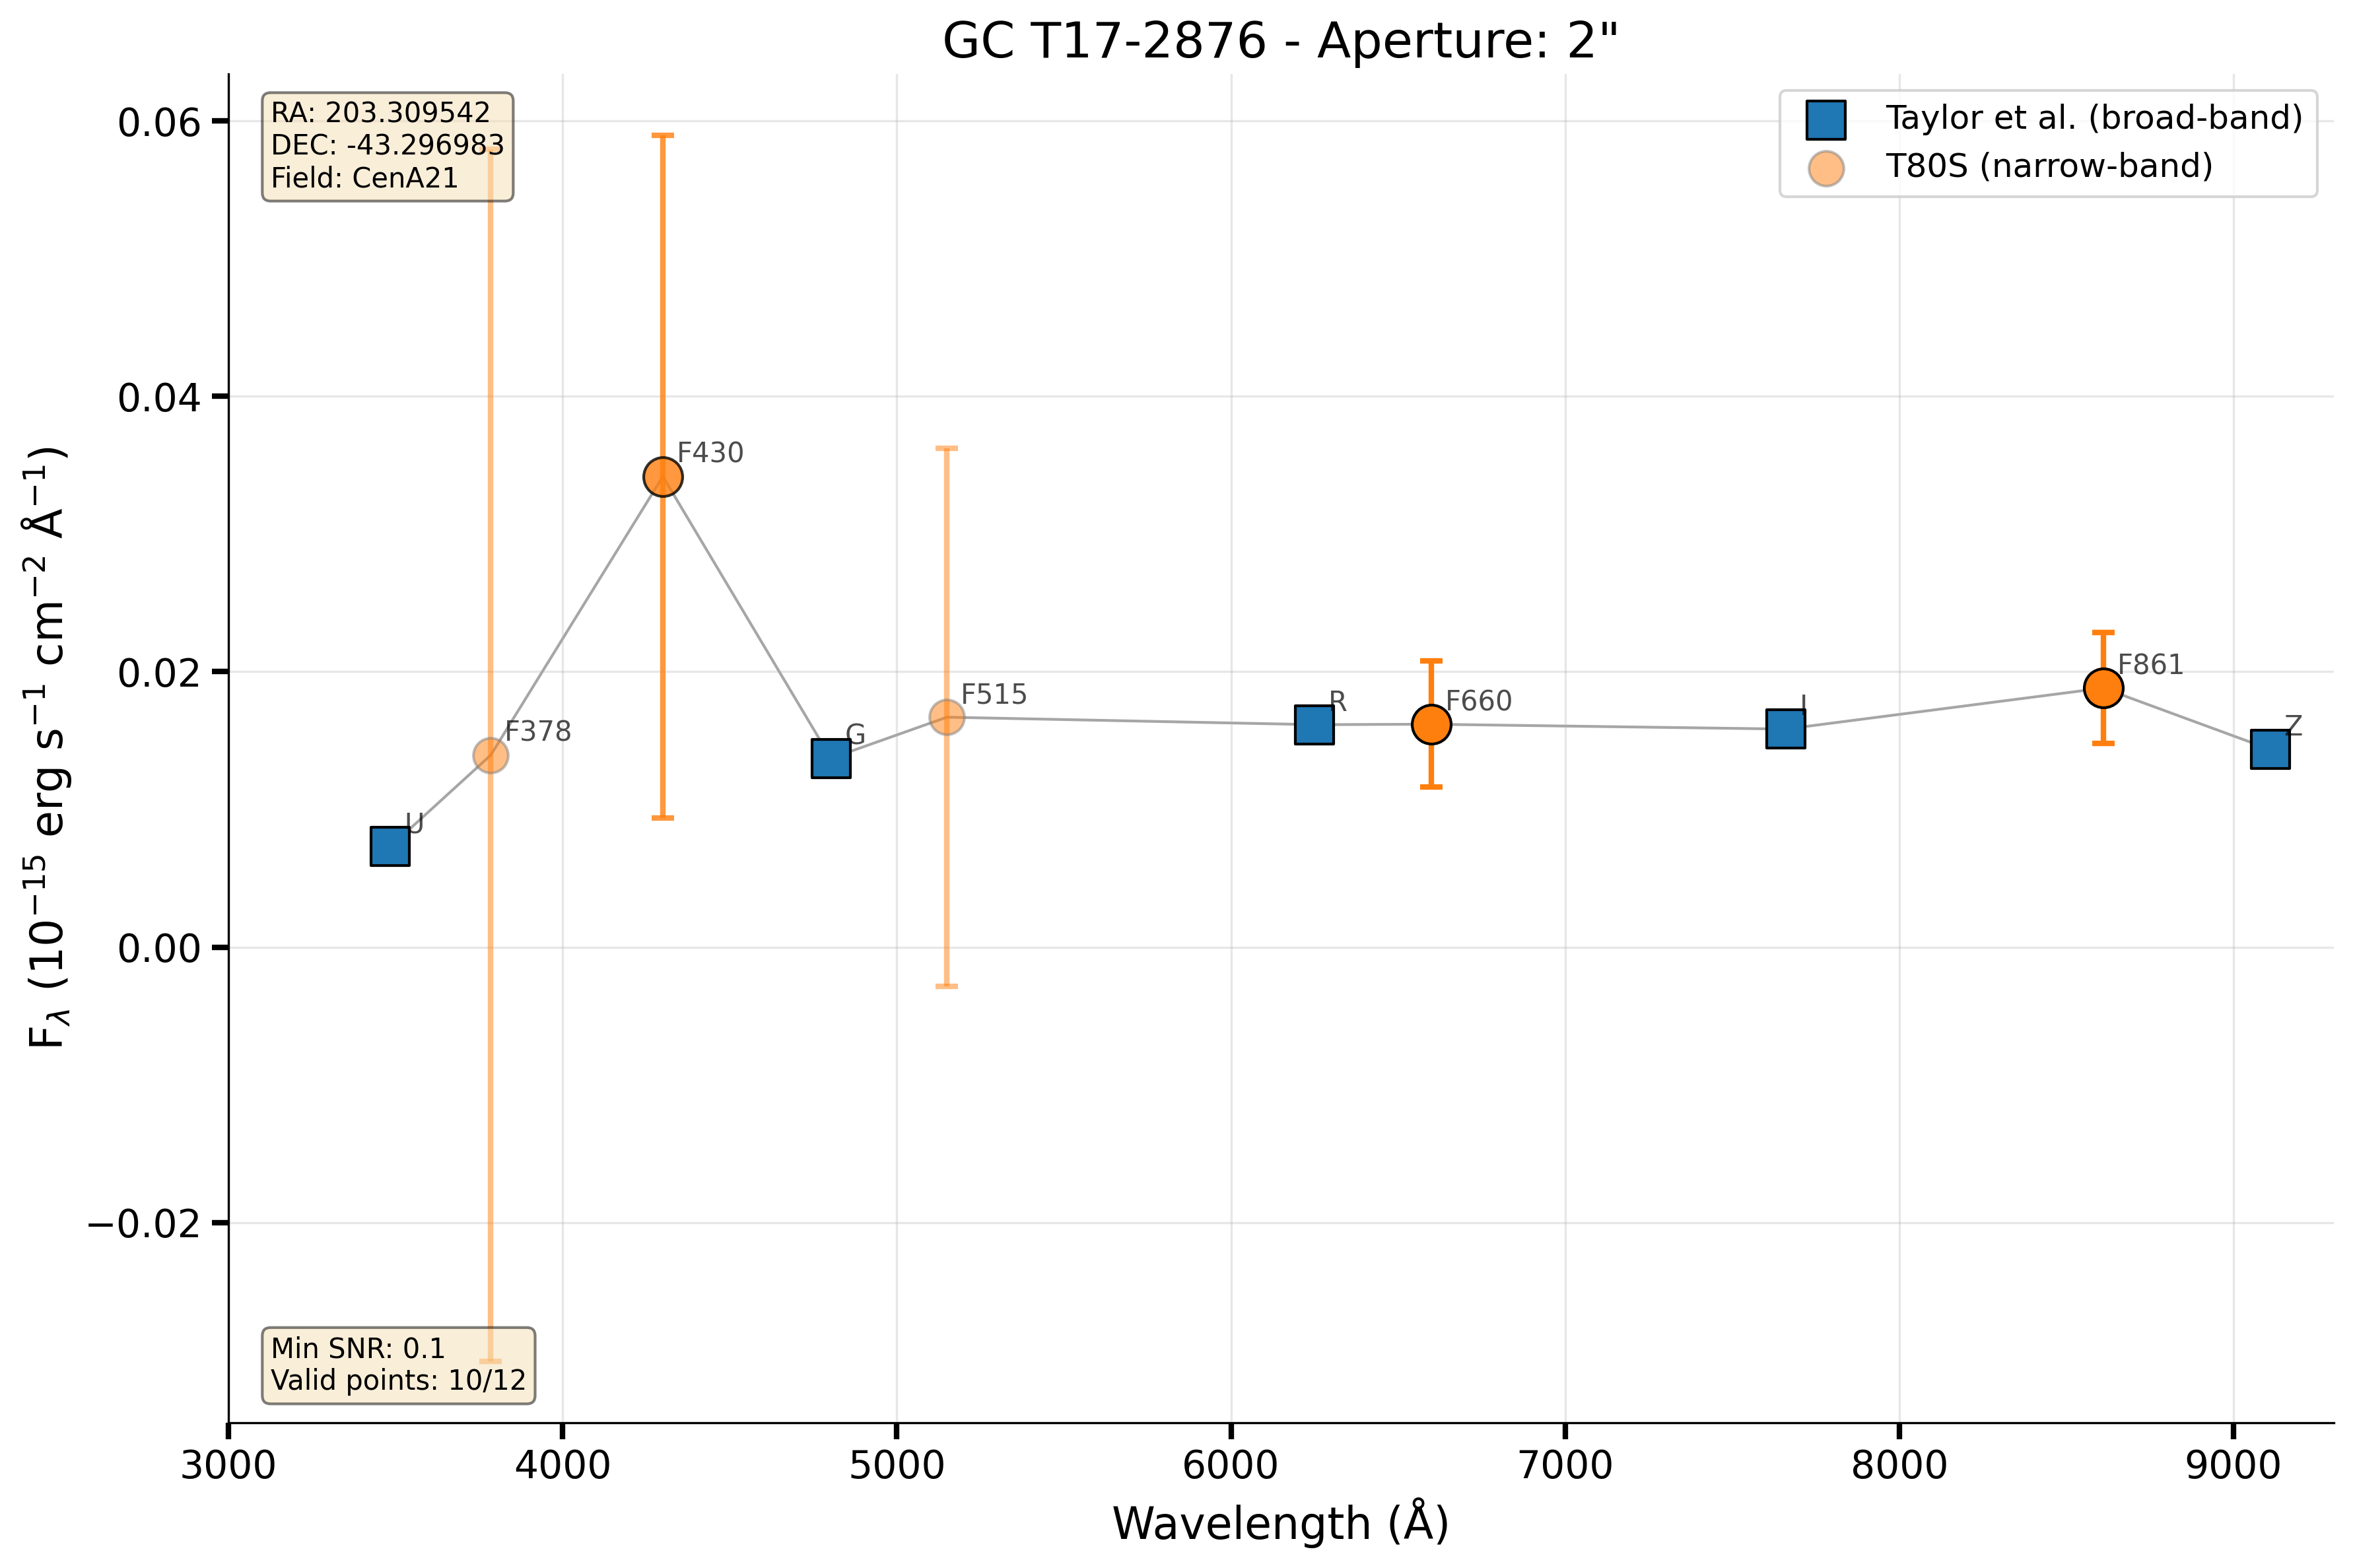 GC T17-2876 - Aperture: 2"
RA: 203.309542
DEC: -43.296983
Field: CenA21
Taylor et al. (broad-band)
T80S (narrow-band)
0.06
0.04
0.02
0.00
−0.02
F$_{λ}$ (10⁻¹⁵ erg s⁻¹ cm⁻² Å⁻¹)
U
F378
F430
G
F515
R
F660
I
F861
Z
Min SNR: 0.1
Valid points: 10/12
3000 4000 5000 6000 7000 8000 9000
Wavelength (Å)